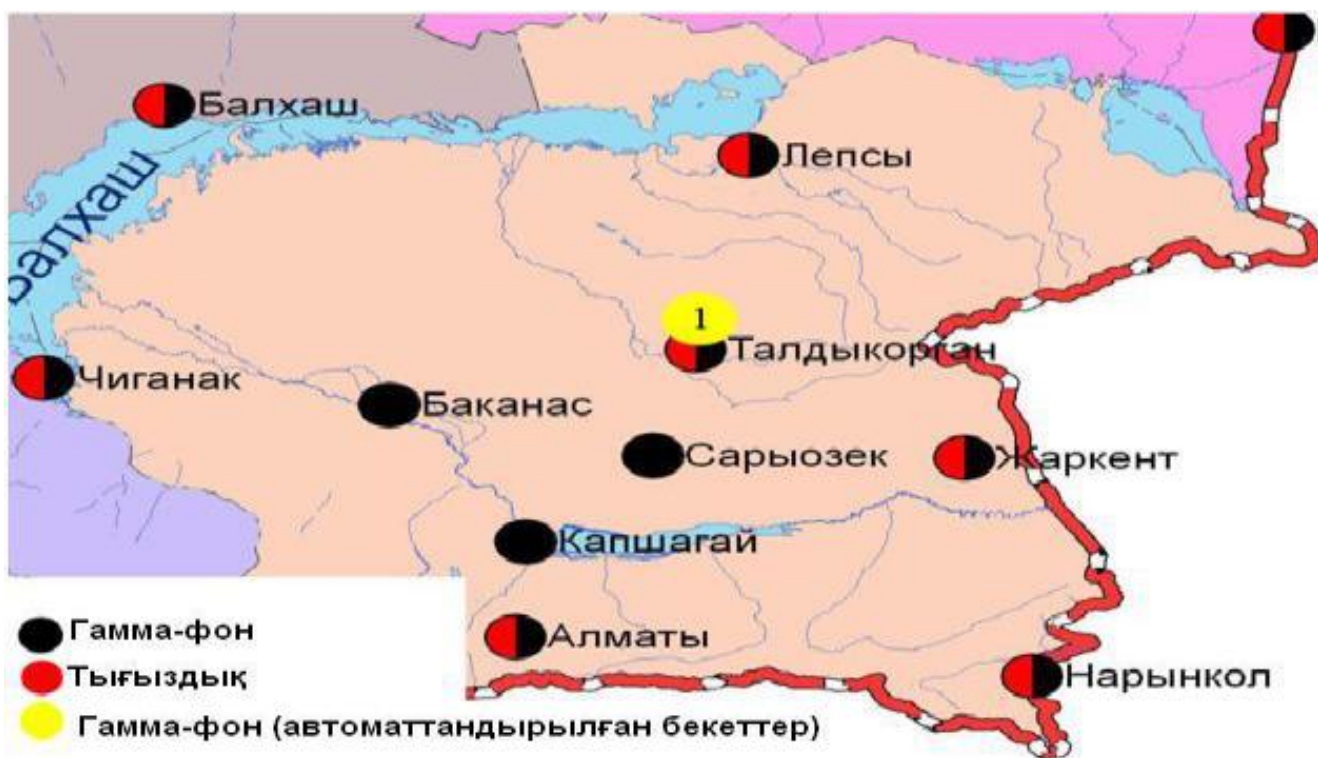 Балхаш
Лепсы
Балхаш
1
Талдыкорган
Чиганак
Баканас
Сарыозек
Жаркент
Капшагай
Гамма-фон
Алматы
Тығыздық
Нарынкол
Гамма-фон (автоматтандырылған бекеттер)